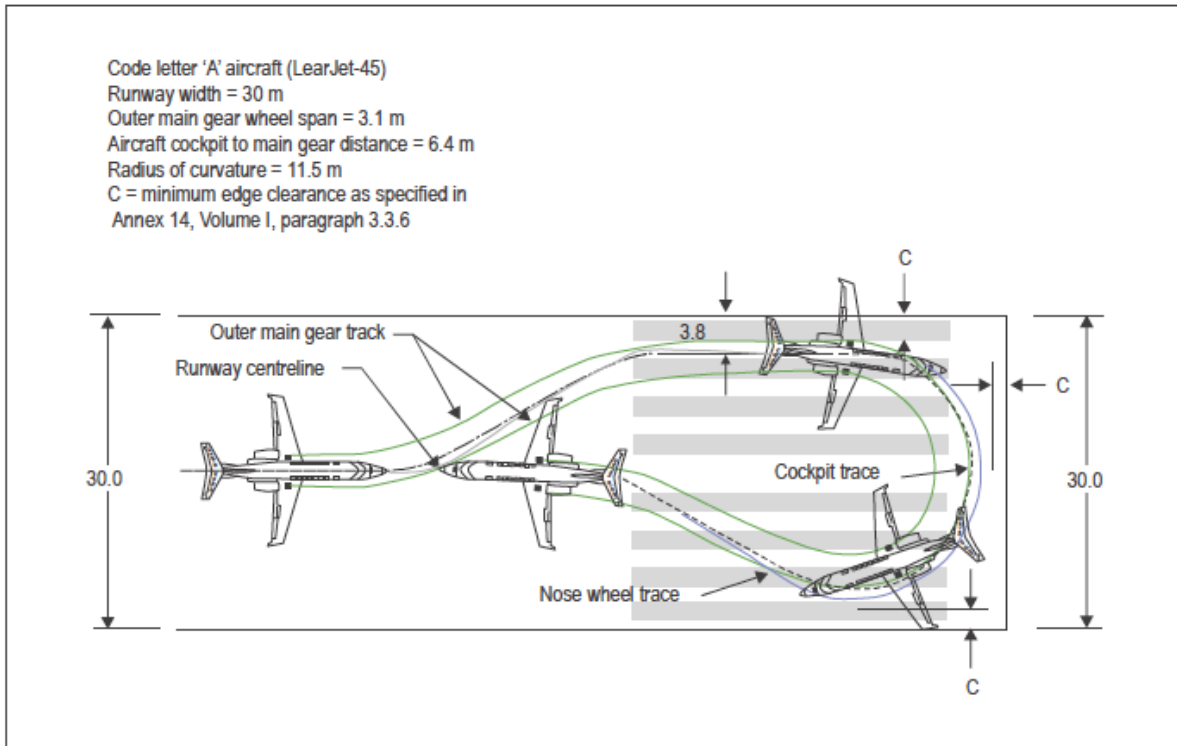 Code letter ‘A’ aircraft (LearJet-45)
Runway width = 30 m
Outer main gear wheel span = 3.1 m
Aircraft cockpit to main gear distance = 6.4 m
Radius of curvature = 11.5 m
C = minimum edge clearance as specified in
Annex 14, Volume I, paragraph 3.3.6
C
Outer main gear track
3.8
Runway centreline
C
30.0
Cockpit trace
30.0
Nose wheel trace
C